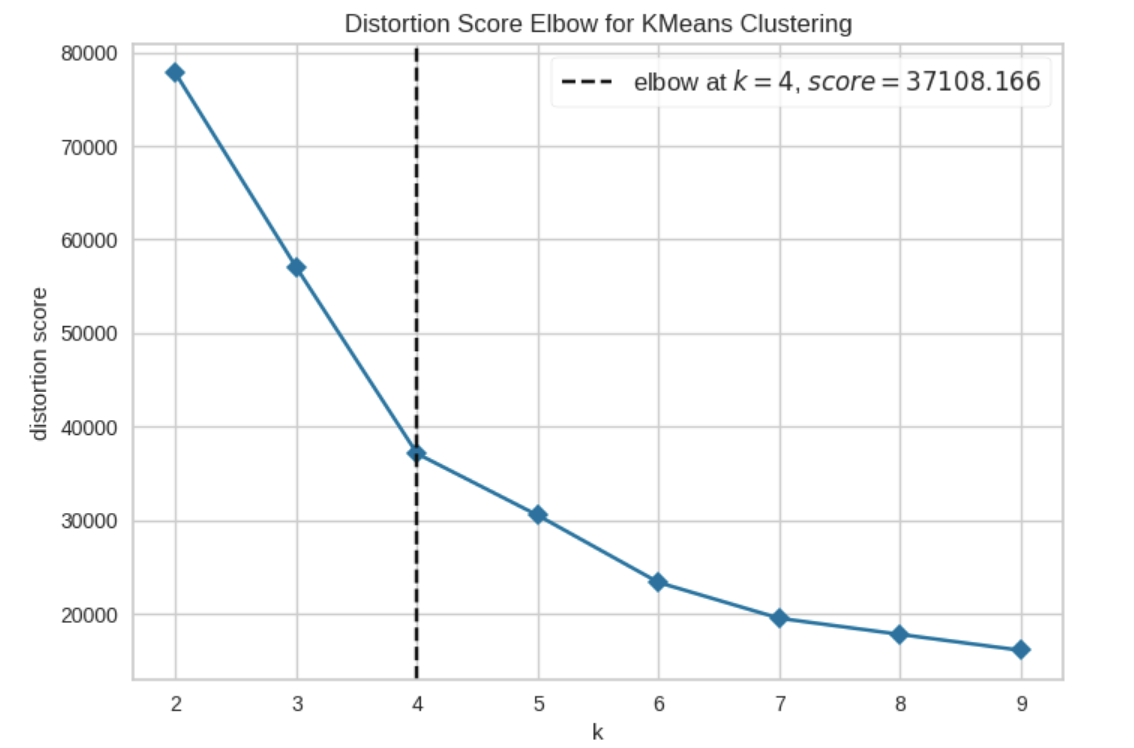 Distortion Score Elbow for KMeans Clustering
elbow at k = 4, score = 37108.166
distortion score
80000
70000
60000
50000
40000
30000
20000
2 3 4 5 6 7 8 9
k